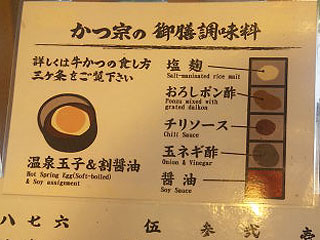 かつ宗の御膳調味料
詳しくは牛かつの食し方
三ケ条をご覧下さい
温泉玉子&割醤油
Hot Spring Egg(Soft-boiled)
& Soy assignement
塩麹
Salt-manisated rice malt
おろしポン酢
Ponzu mixed with
grated daikon
チリソース
Chili Sauce
玉ネギ酢
Onion & Vinegar
醤油
Soy Sauce
八 七 六 伍 参 弐 壱